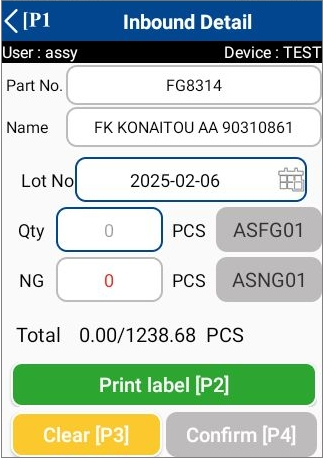 [P1 Inbound Detail
User : assy Device : TEST
Part No. FG8314
Name FK KONAITOU AA 90310861
Lot No 2025-02-06
Qty 0 PCS ASFG01
NG 0 PCS ASNG01
Total 0.00/1238.68 PCS
Print label [P2]
Clear [P3] Confirm [P4]